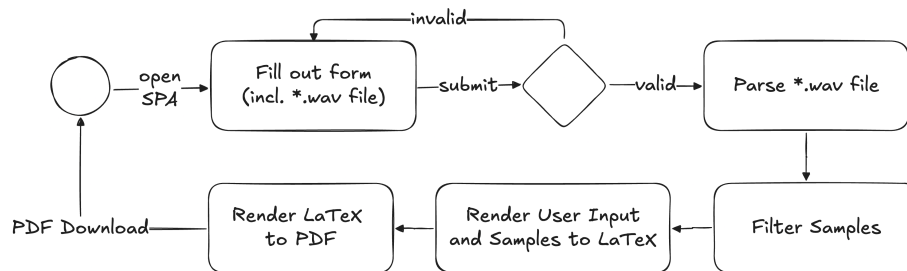 invalid
open
SPA
Fill out form
(incl. *.wav file)
submit
valid
Parse *.wav file
PDF Download
Render LaTeX
to PDF
Render User Input
and Samples to LaTeX
Filter Samples